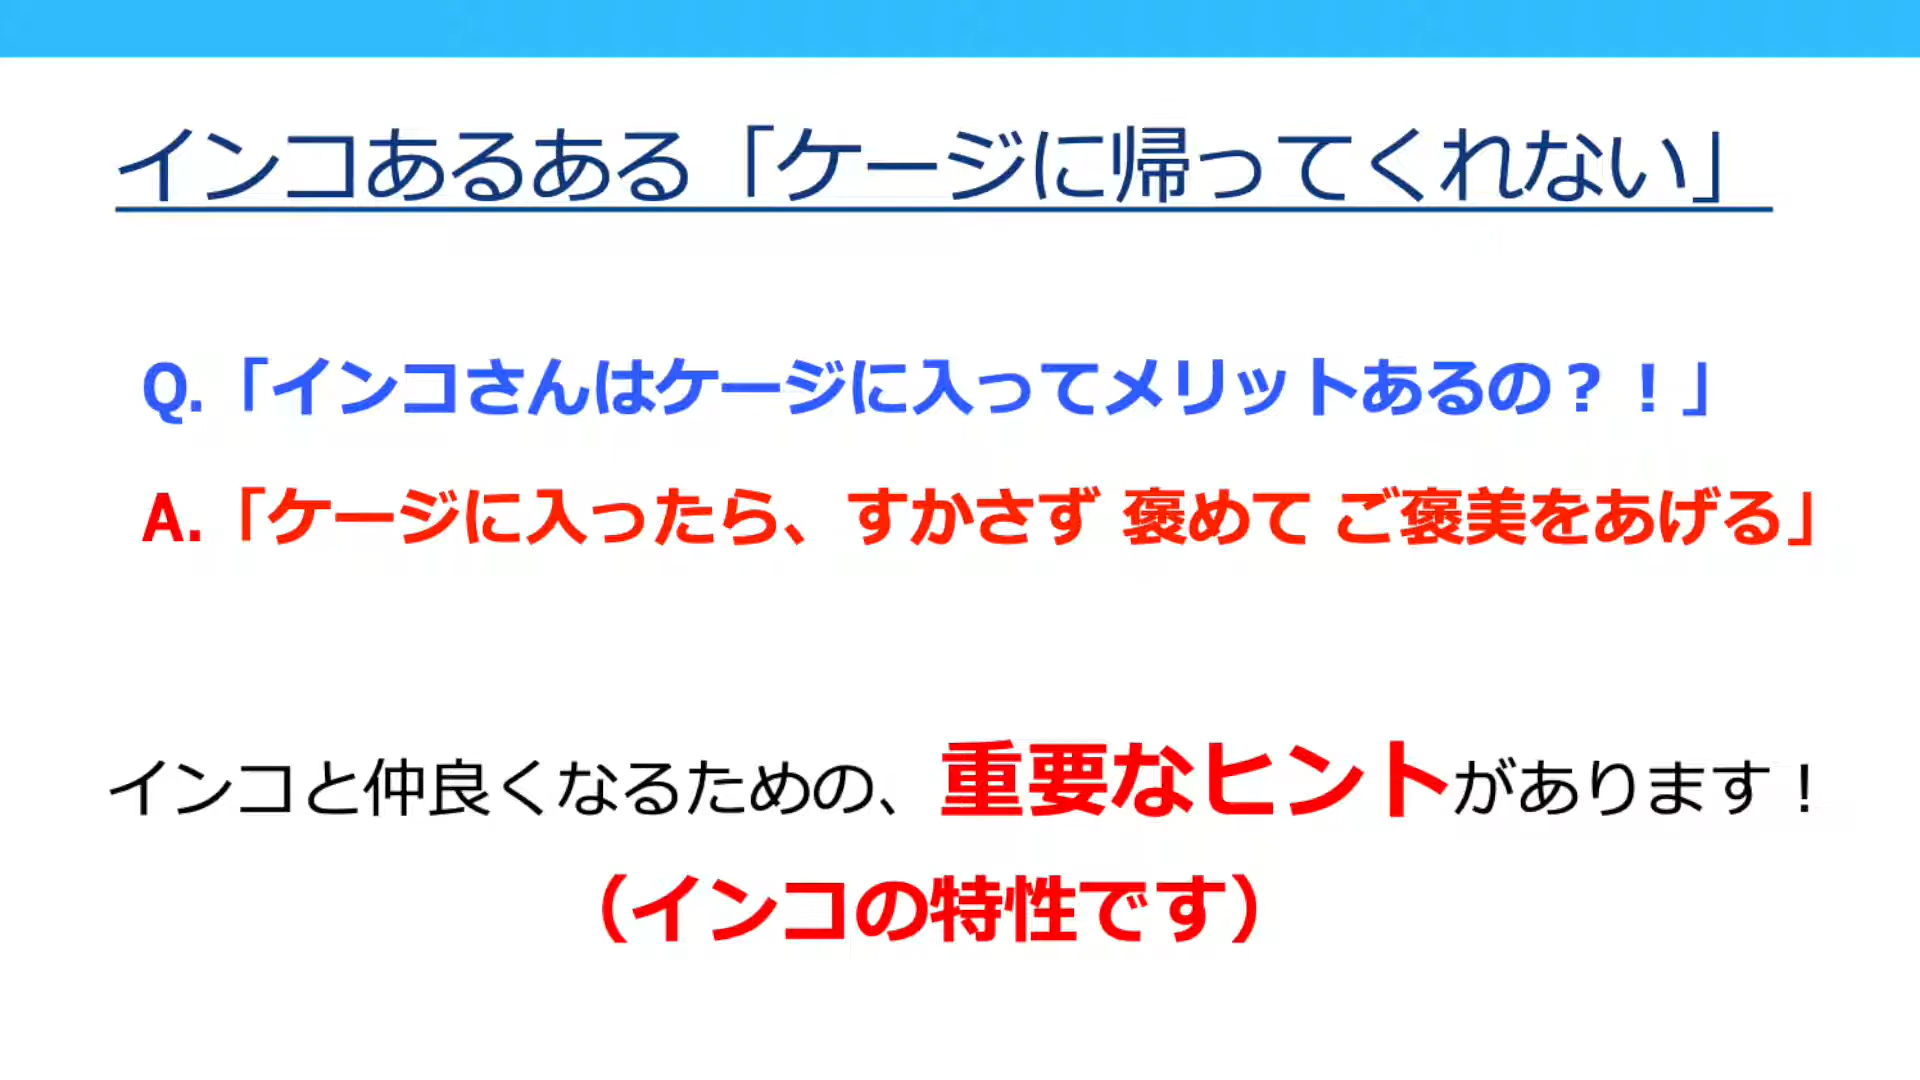 インコあるある「ケージに帰ってくれない」
Q.「インコさんはケージに入ってメリットあるの？！」
A.「ケージに入ったら、すかさず 褒めて ご褒美をあげる」
インコと仲良くなるための、重要なヒントがあります！
（インコの特性です）